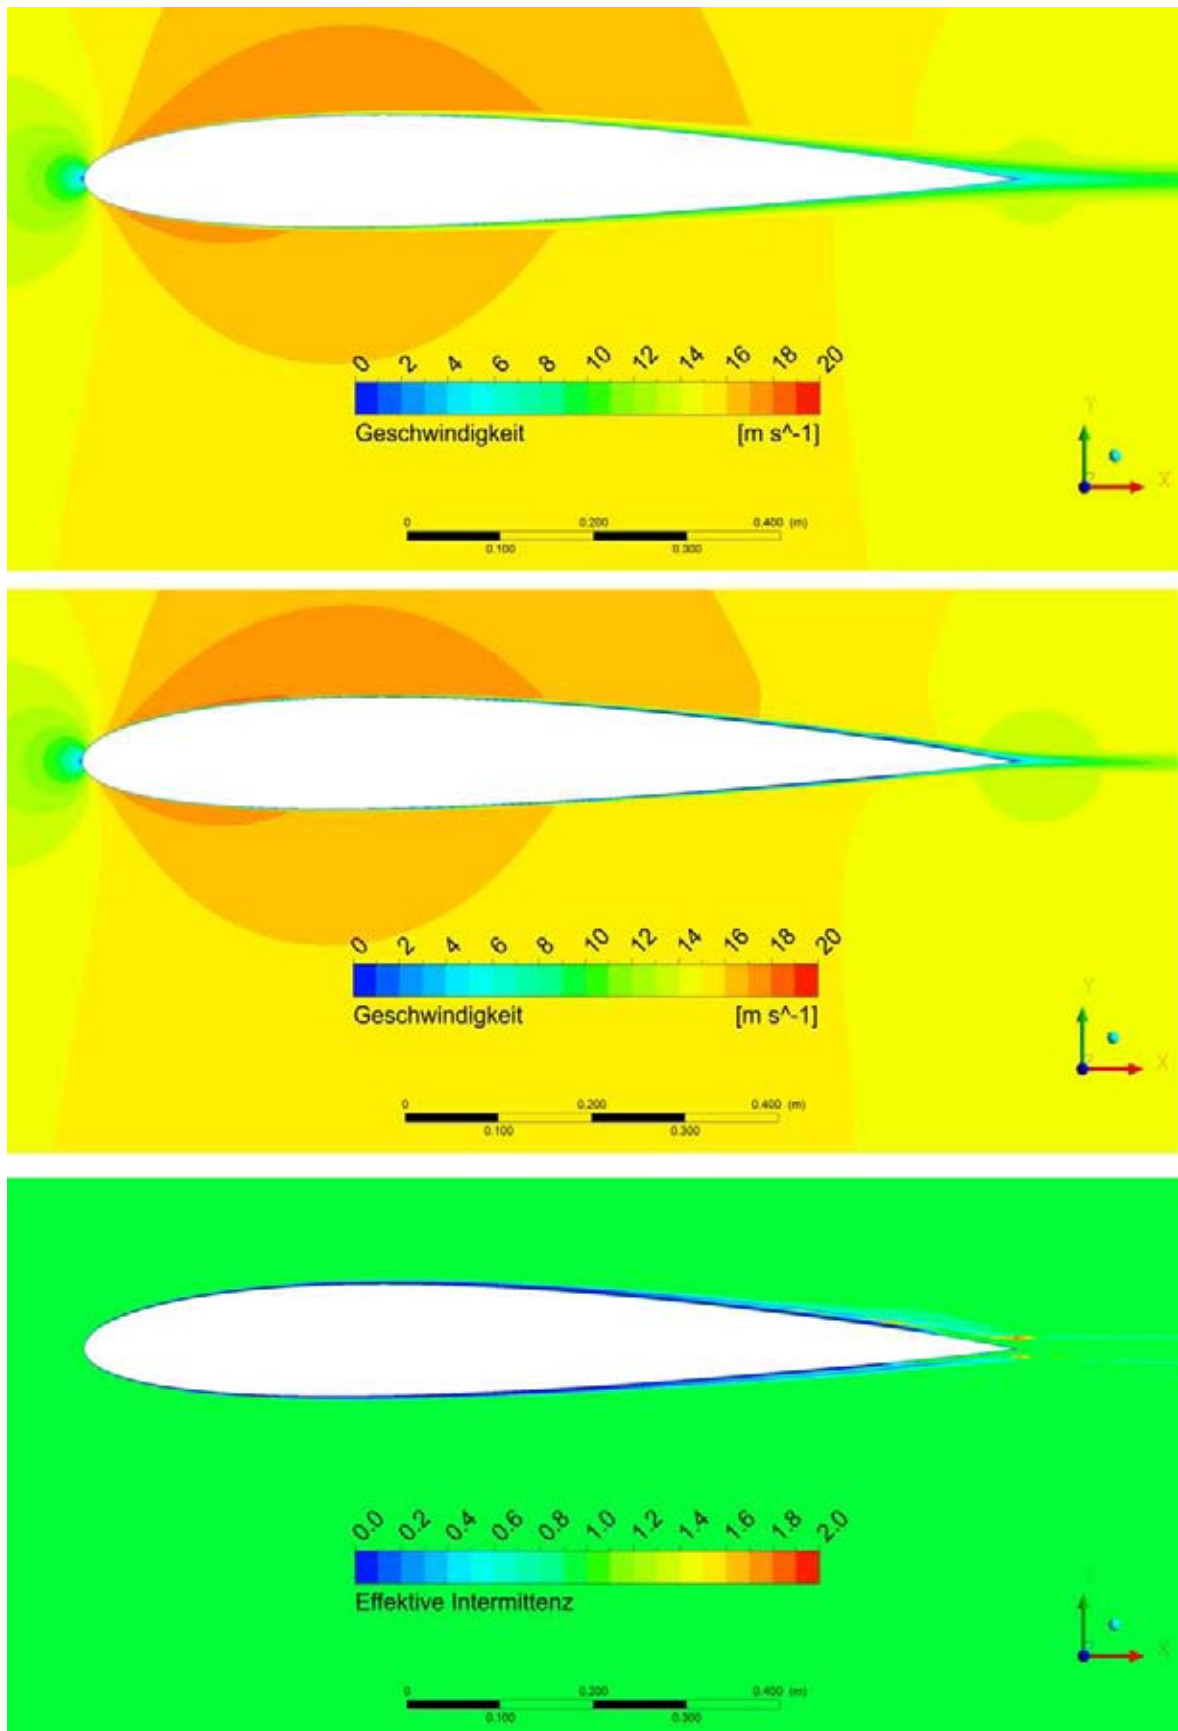 0 2 4 6 8 10 12 14 16 18 20
Geschwindigkeit [m s^-1]
Y
Z X
0 0.200 0.400 (m)
0.100 0.300
0 2 4 6 8 10 12 14 16 18 20
Geschwindigkeit [m s^-1]
Y
Z X
0 0.200 0.400 (m)
0.100 0.300
0.0 0.2 0.4 0.6 0.8 1.0 1.2 1.4 1.6 1.8 2.0
Effektive Intermittenz
Y
Z X
0 0.200 0.400 (m)
0.100 0.300